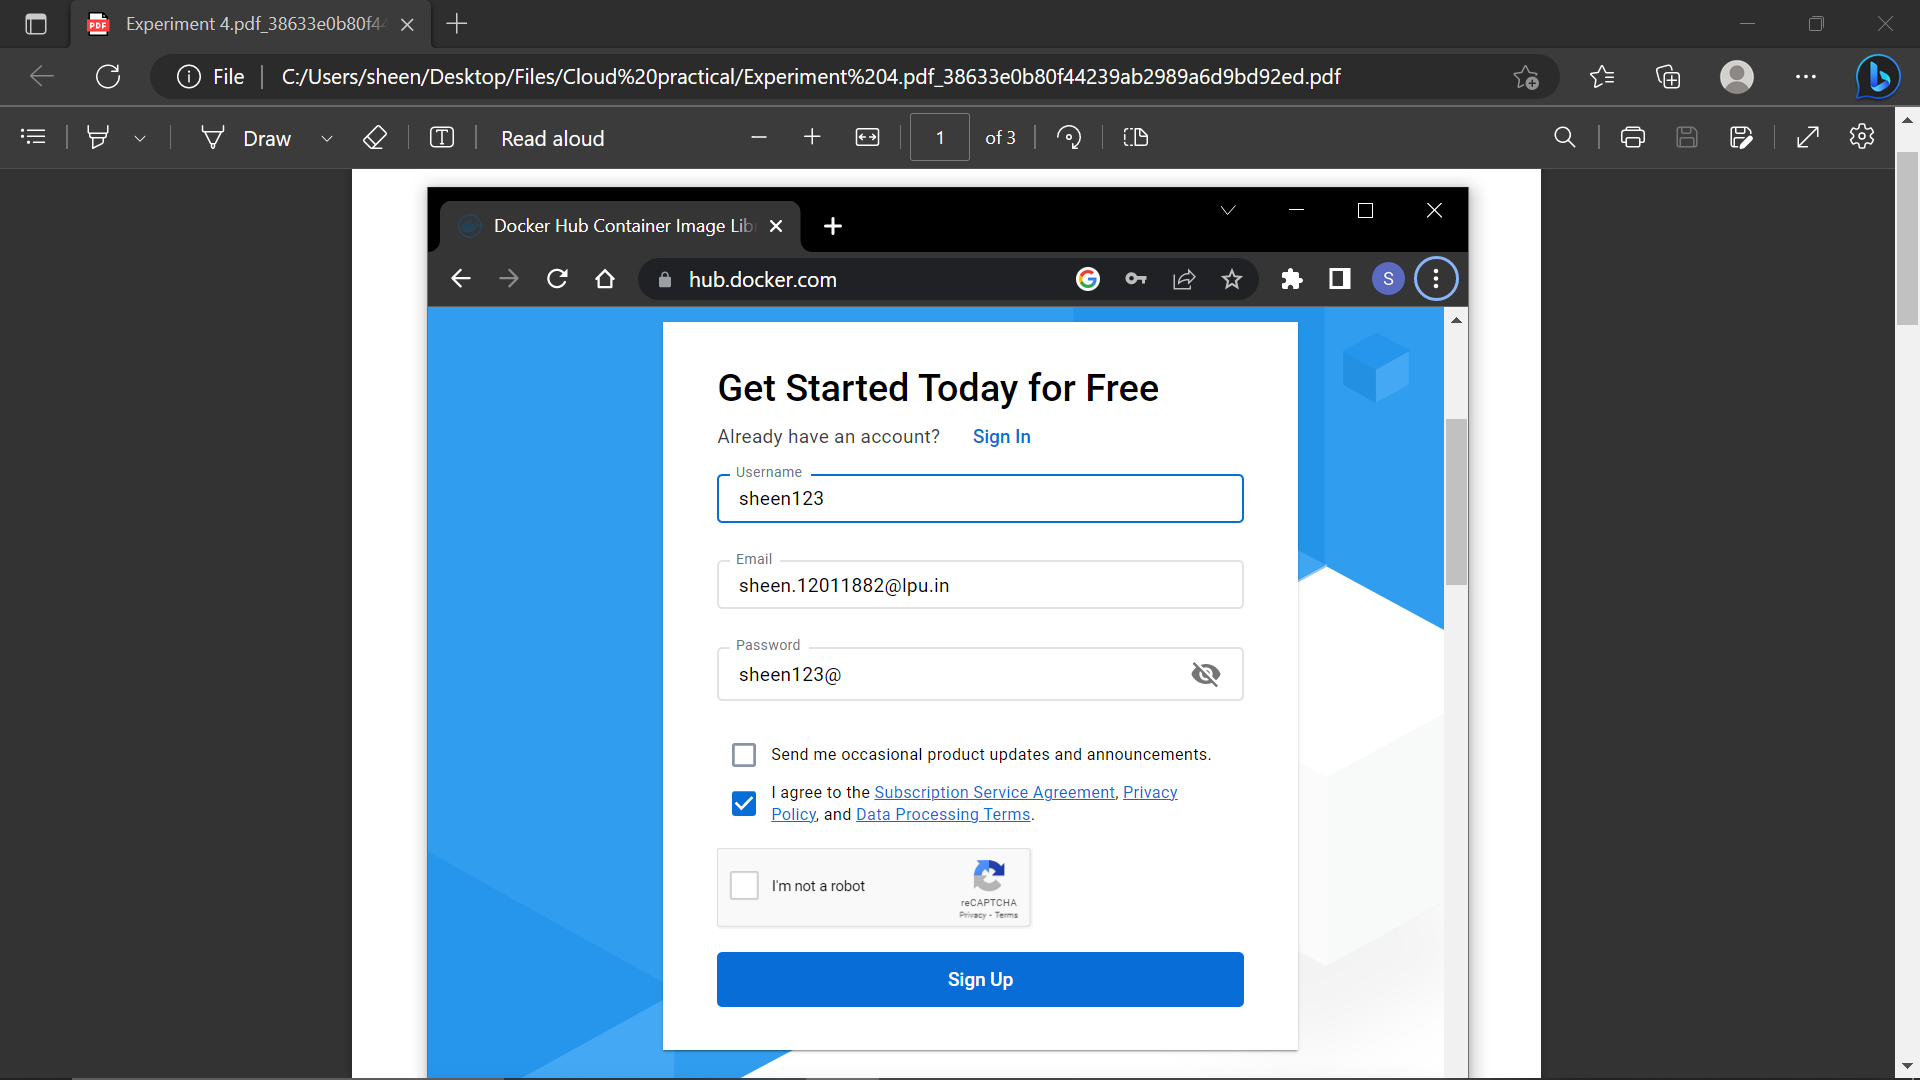 Experiment 4.pdf_38633e0b80f44
File
C:/Users/sheen/Desktop/Files/Cloud%20practical/Experiment%204.pdf_38633e0b80f44239ab2989a6d9bd92ed.pdf
Draw
Read aloud
1 of 3
Docker Hub Container Image Lib
hub.docker.com
S
Get Started Today for Free
Already have an account? Sign In
Username
sheen123
Email
sheen.12011882@lpu.in
Password
sheen123@
Send me occasional product updates and announcements.
I agree to the Subscription Service Agreement, Privacy
Policy, and Data Processing Terms.
I'm not a robot
reCAPTCHA
Privacy - Terms
Sign Up